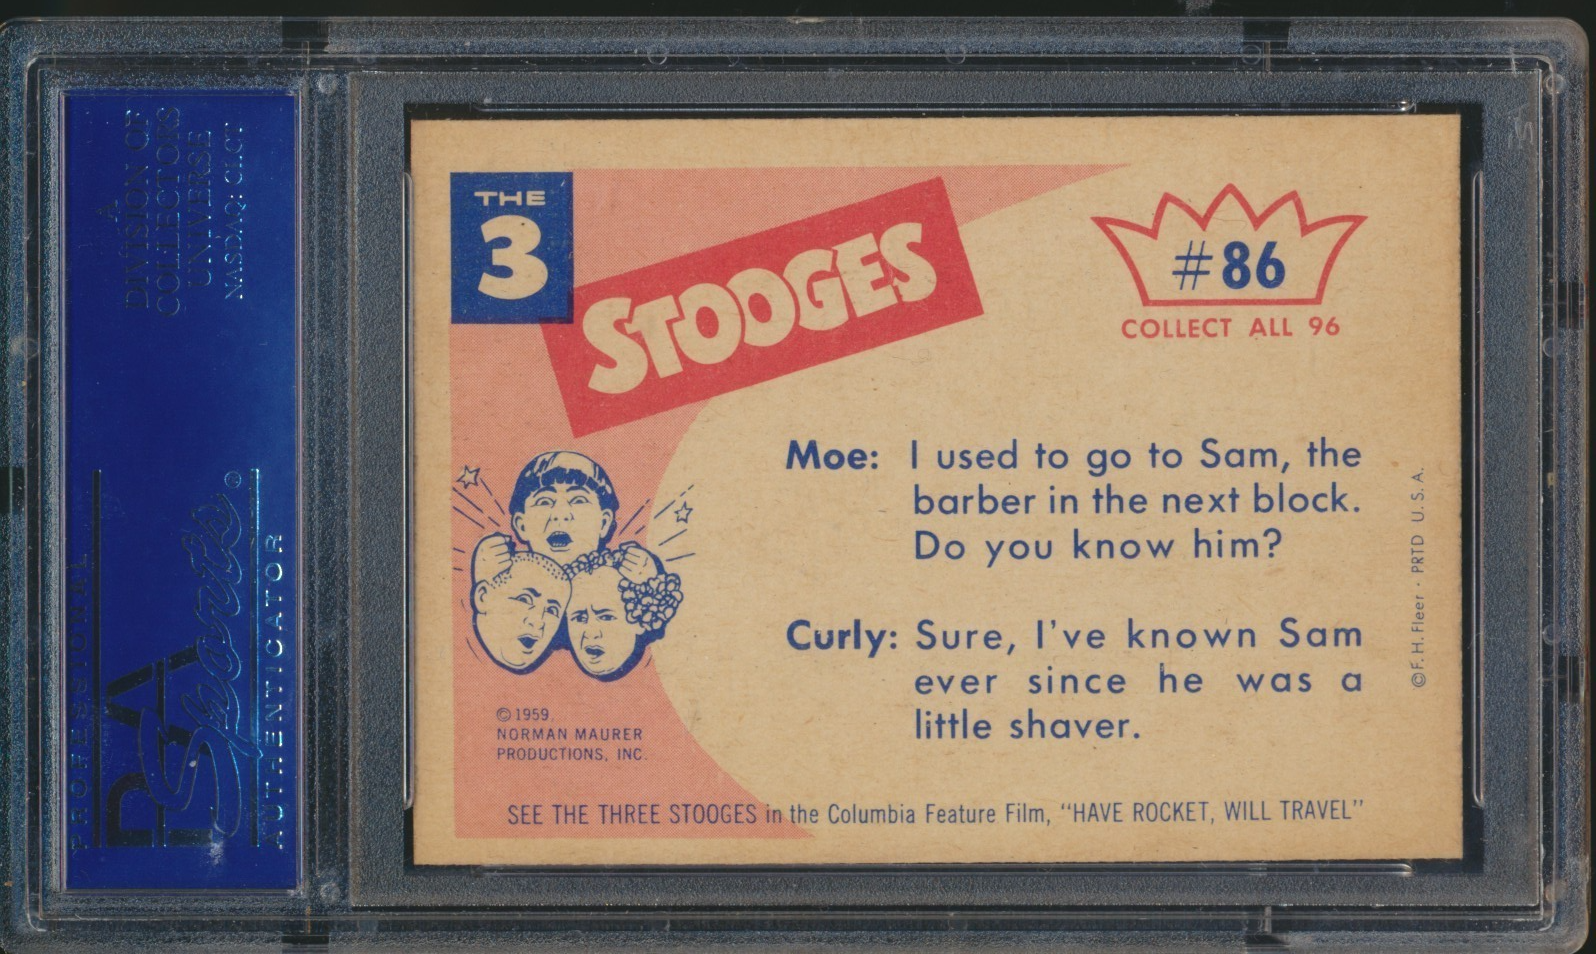 THE
3
STOOGES
#86
COLLECT ALL 96
Moe: I used to go to Sam, the
barber in the next block.
Do you know him?
Curly: Sure, I've known Sam
ever since he was a
little shaver.
© 1959,
NORMAN MAURER
PRODUCTIONS, INC.
SEE THE THREE STOOGES in the Columbia Feature Film, "HAVE ROCKET, WILL TRAVEL"
©F. H. Fleer · PRTD U. S. A.
A
DIVISION OF
COLLECTORS
UNIVERSE
NASDAQ: CLCT
PROFESSIONAL
PSA
Sports®
AUTHENTICATOR